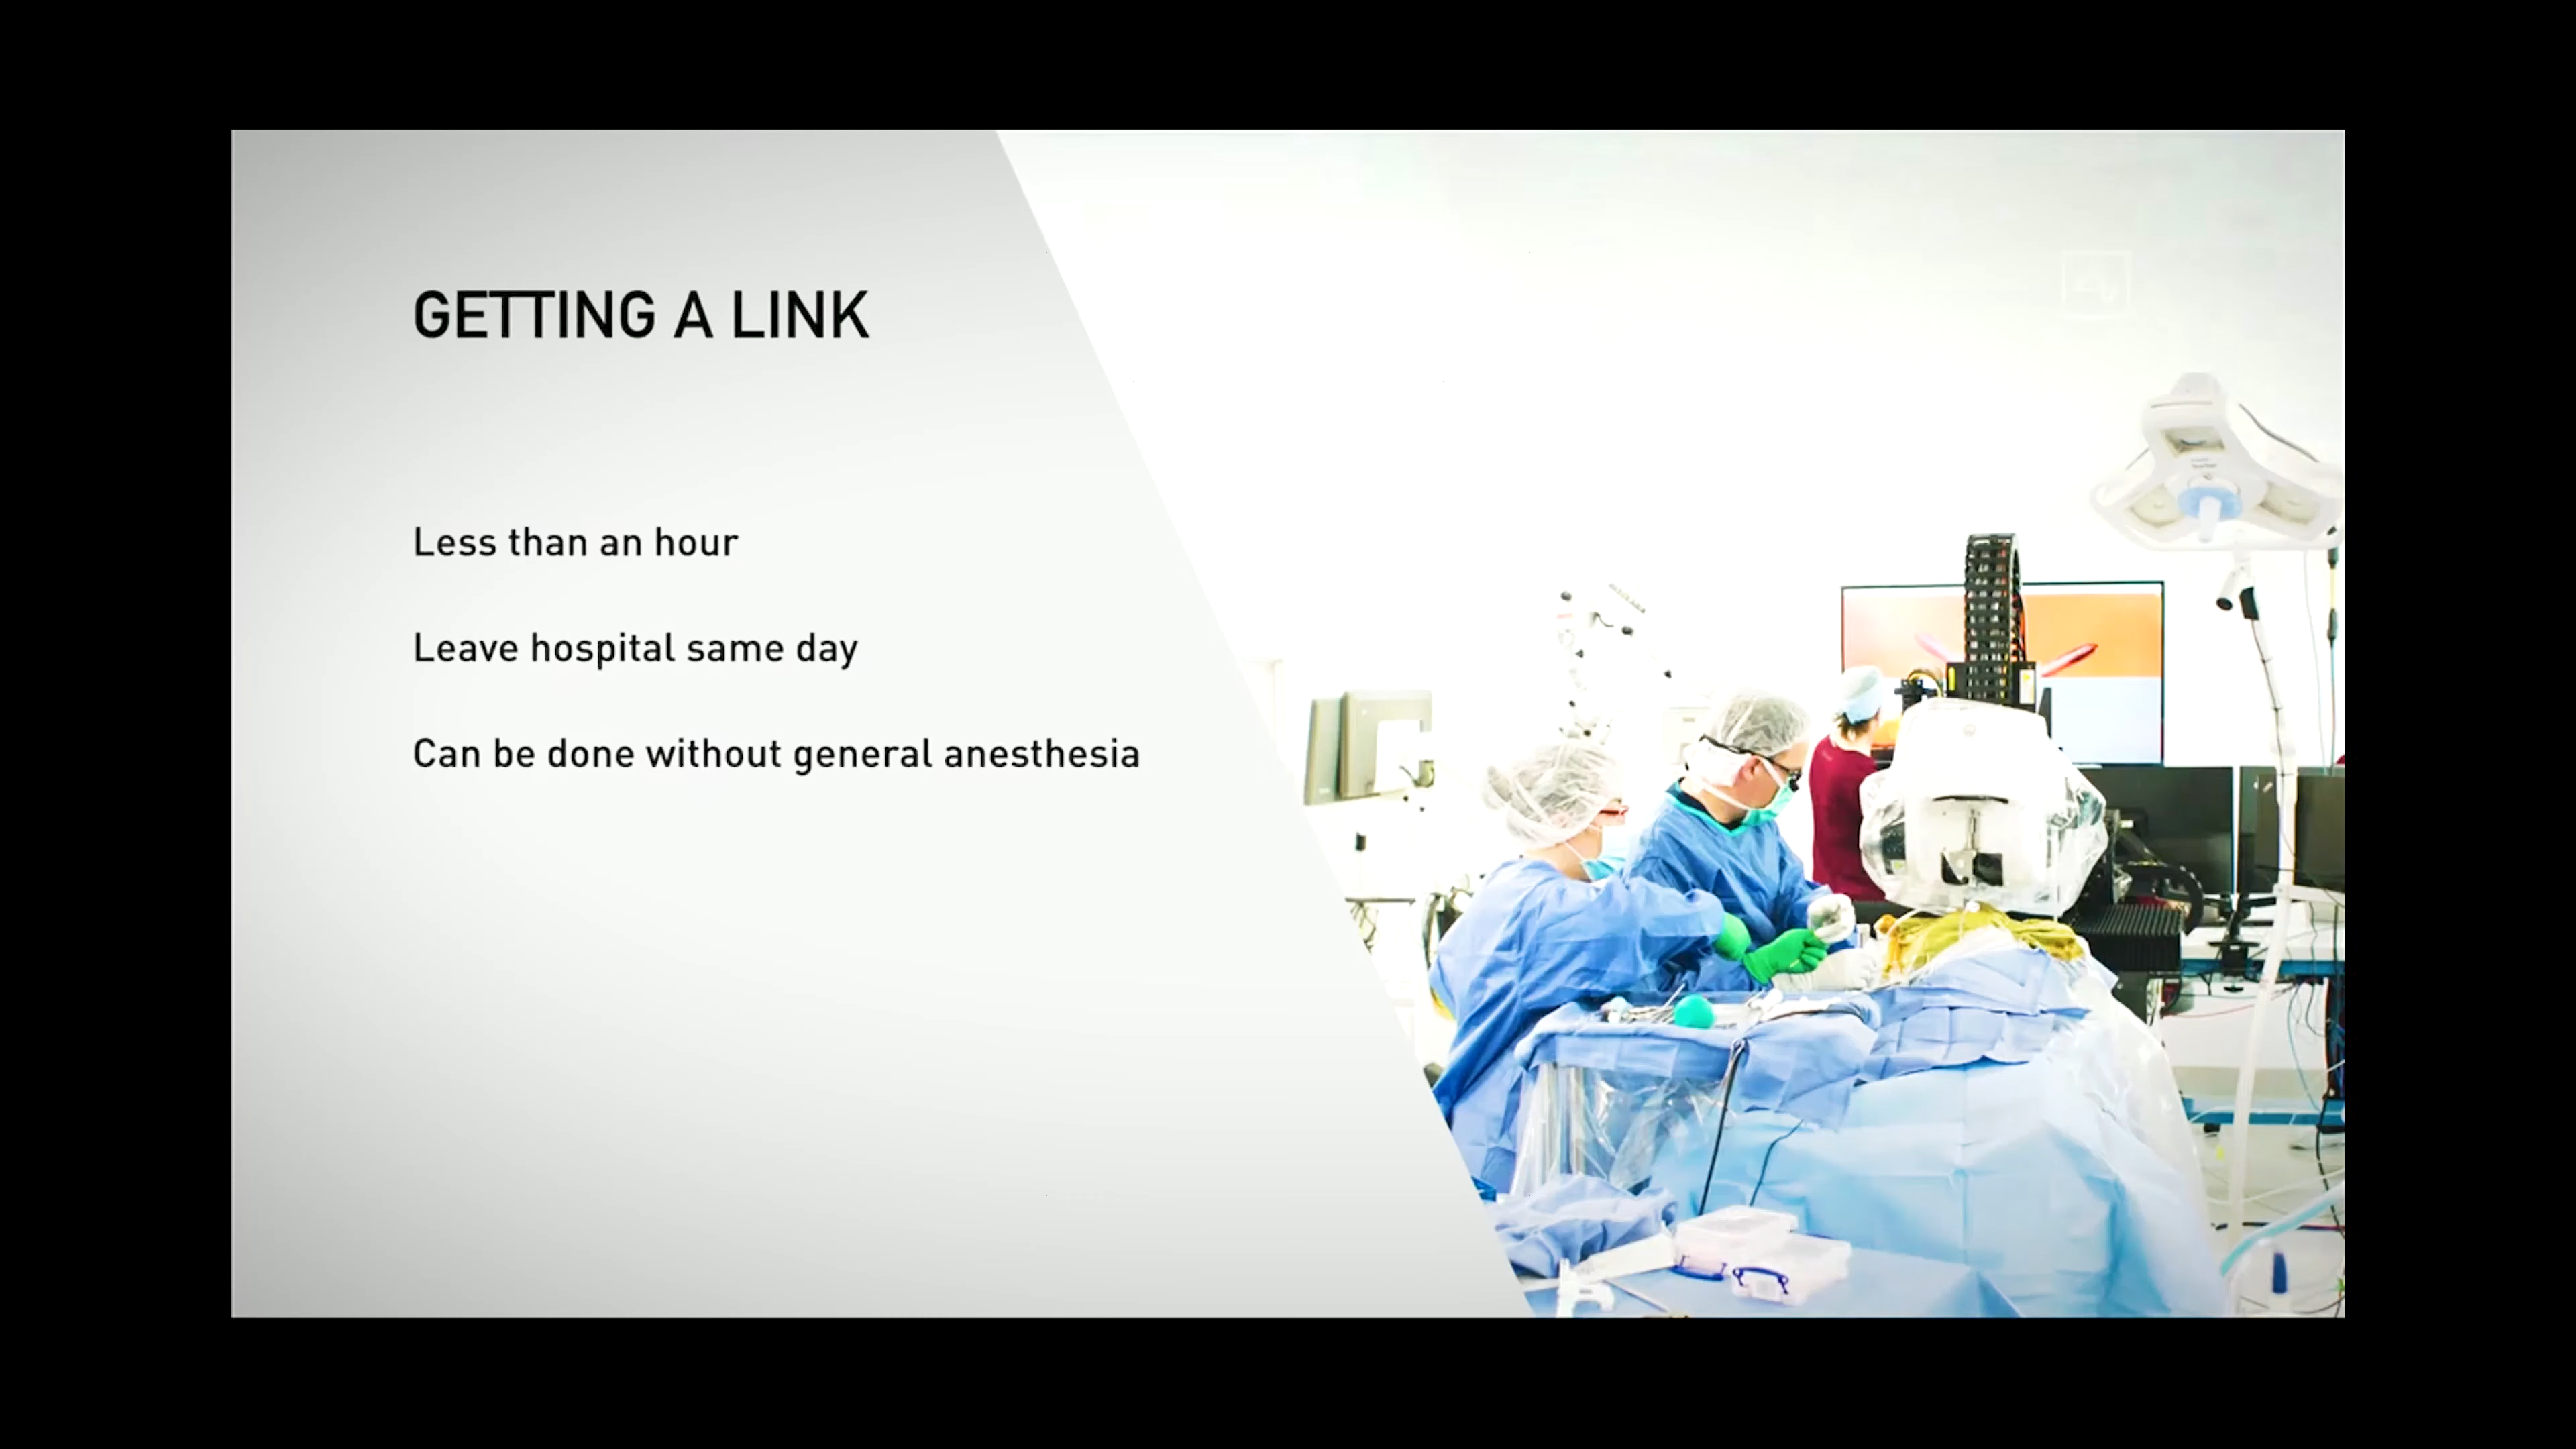 GETTING A LINK
Less than an hour
Leave hospital same day
Can be done without general anesthesia